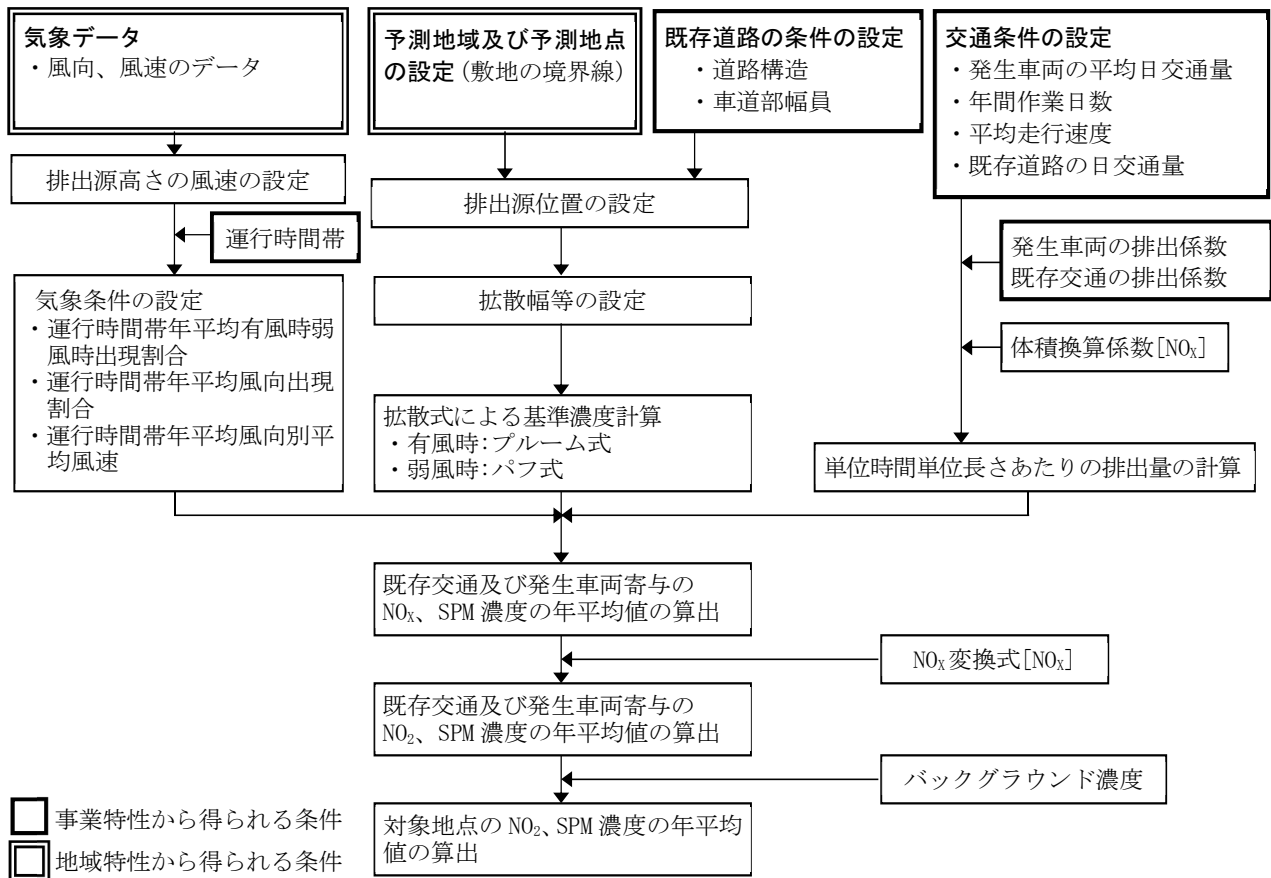 気象データ
・風向、風速のデータ
予測地域及び予測地点
の設定(敷地の境界線)
既存道路の条件の設定
・道路構造
・車道部幅員
交通条件の設定
・発生車両の平均日交通量
・年間作業日数
・平均走行速度
・既存道路の日交通量
排出源高さの風速の設定
運行時間帯
排出源位置の設定
発生車両の排出係数
既存交通の排出係数
気象条件の設定
・運行時間帯年平均有風時弱
風時出現割合
・運行時間帯年平均風向出現
割合
・運行時間帯年平均風向別平
均風速
拡散幅等の設定
体積換算係数[NOX]
拡散式による基準濃度計算
・有風時:プルーム式
・弱風時:パフ式
単位時間単位長さあたりの排出量の計算
既存交通及び発生車両寄与の
NOX、SPM 濃度の年平均値の算出
NOX変換式[NOX]
既存交通及び発生車両寄与の
NO2、SPM 濃度の年平均値の算出
バックグラウンド濃度
対象地点の NO2、SPM 濃度の年平均
値の算出
事業特性から得られる条件
地域特性から得られる条件